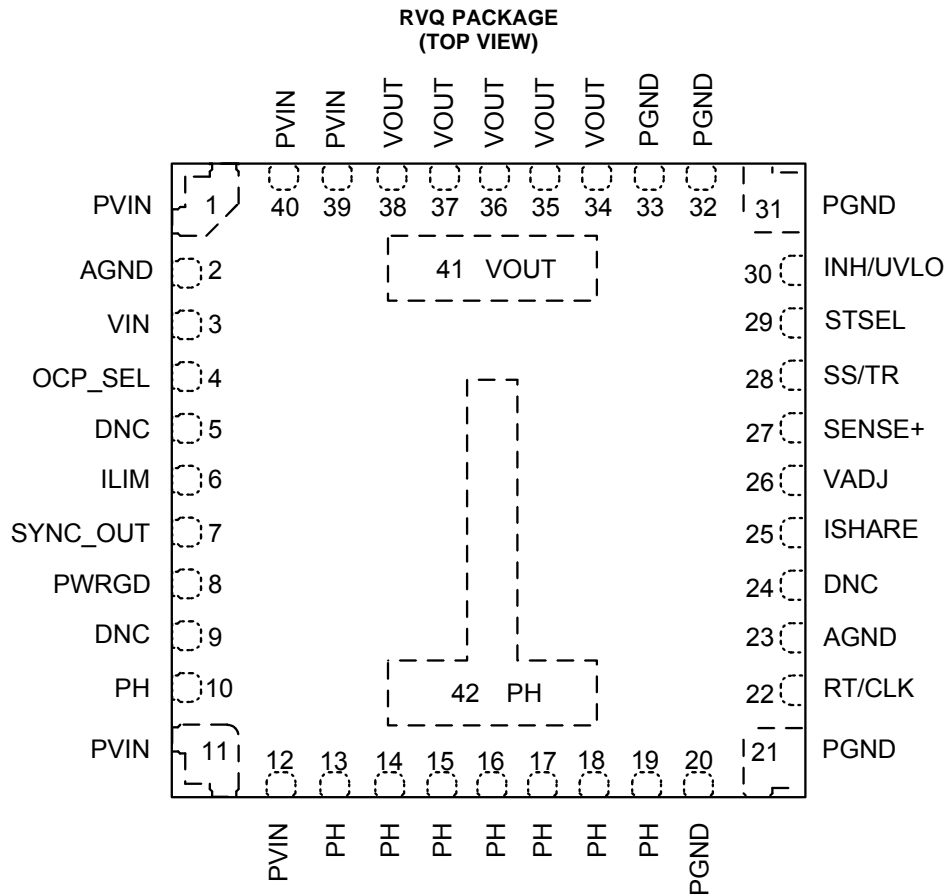 RVQ PACKAGE
(TOP VIEW)
PVIN PVIN VOUT VOUT VOUT VOUT VOUT PGND PGND
40 39 38 37 36 35 34 33 32
PVIN 1 31 PGND
41 VOUT
AGND 2 30 INH/UVLO
VIN 3 29 STSEL
OCP_SEL 4 28 SS/TR
DNC 5 27 SENSE+
ILIM 6 26 VADJ
SYNC_OUT 7 25 ISHARE
PWRGD 8 24 DNC
DNC 9 23 AGND
PH 10 42 PH 22 RT/CLK
PVIN 11 21 PGND
12 13 14 15 16 17 18 19 20
PVIN PH PH PH PH PH PH PH PGND